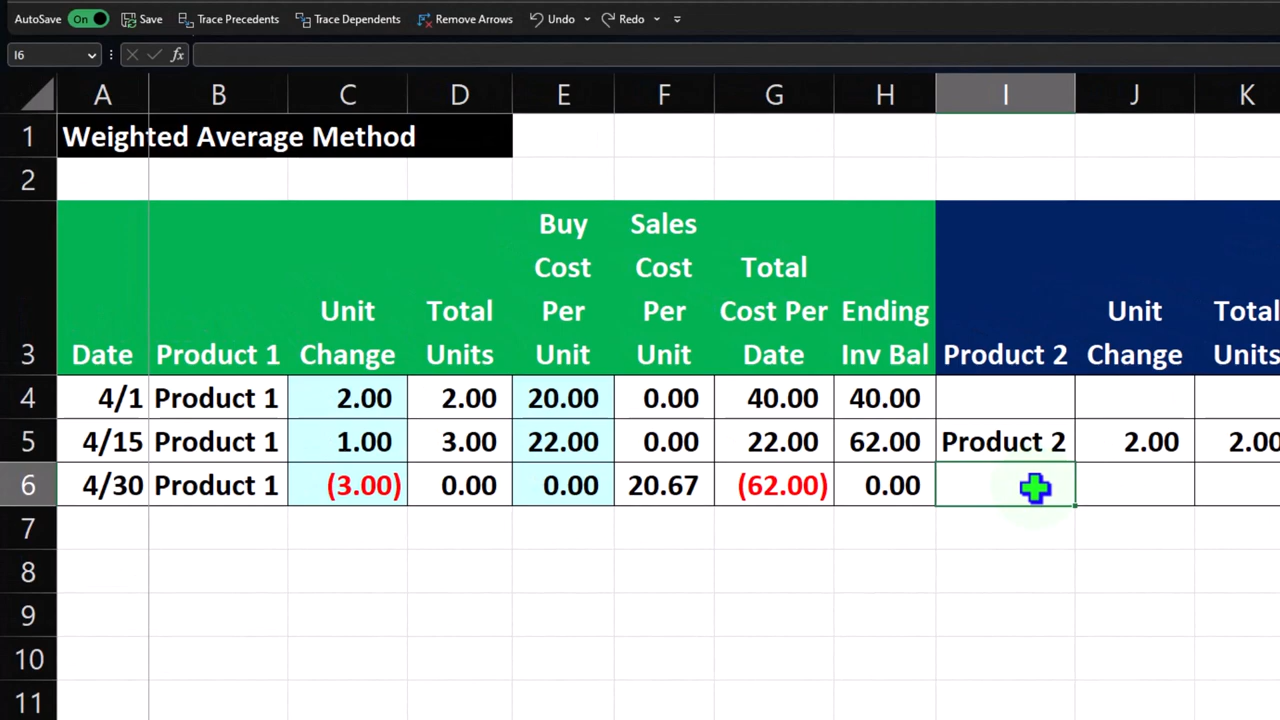 AutoSave On Save Trace Precedents Trace Dependents Remove Arrows Undo Redo
I6 fx
A B C D E F G H I J K
1 Weighted Average Method
2
Buy Sales
Cost Cost Total
Unit Total Per Per Cost Per Ending Unit Total
3 Date Product 1 Change Units Unit Unit Date Inv Bal Product 2 Change Units
4 4/1 Product 1 2.00 2.00 20.00 0.00 40.00 40.00
5 4/15 Product 1 1.00 3.00 22.00 0.00 22.00 62.00 Product 2 2.00 2.00
6 4/30 Product 1 (3.00) 0.00 0.00 20.67 (62.00) 0.00
7
8
9
10
11